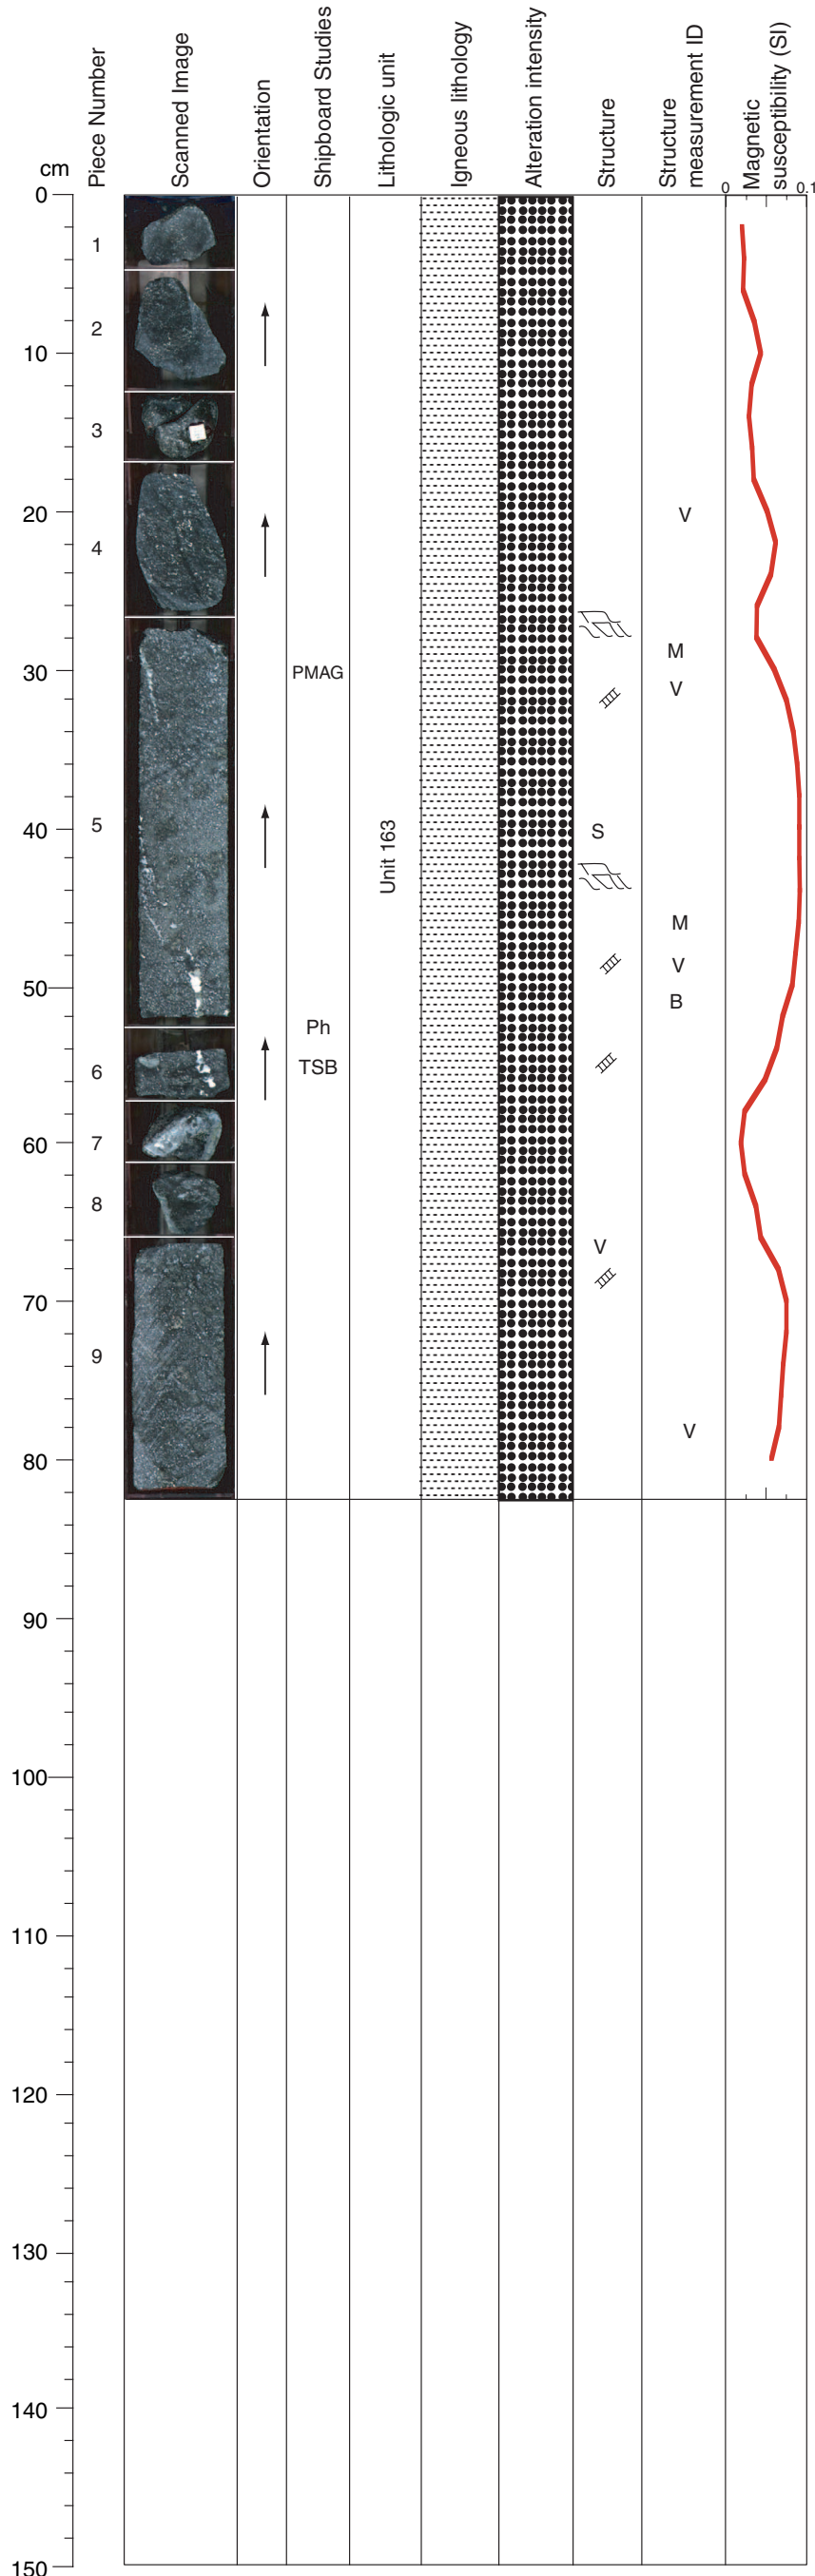 cm
Piece Number
Scanned Image
Orientation
Shipboard Studies
Lithologic unit
Igneous lithology
Alteration intensity
Structure
Structure
measurement ID
Magnetic
susceptibility (SI)
0
0
0.1
1
2
10
3
20
V
4
M
30
PMAG
V
5
40
S
Unit 163
M
V
50
B
Ph
6
TSB
7
60
8
V
70
9
V
80
90
100
110
120
130
140
150